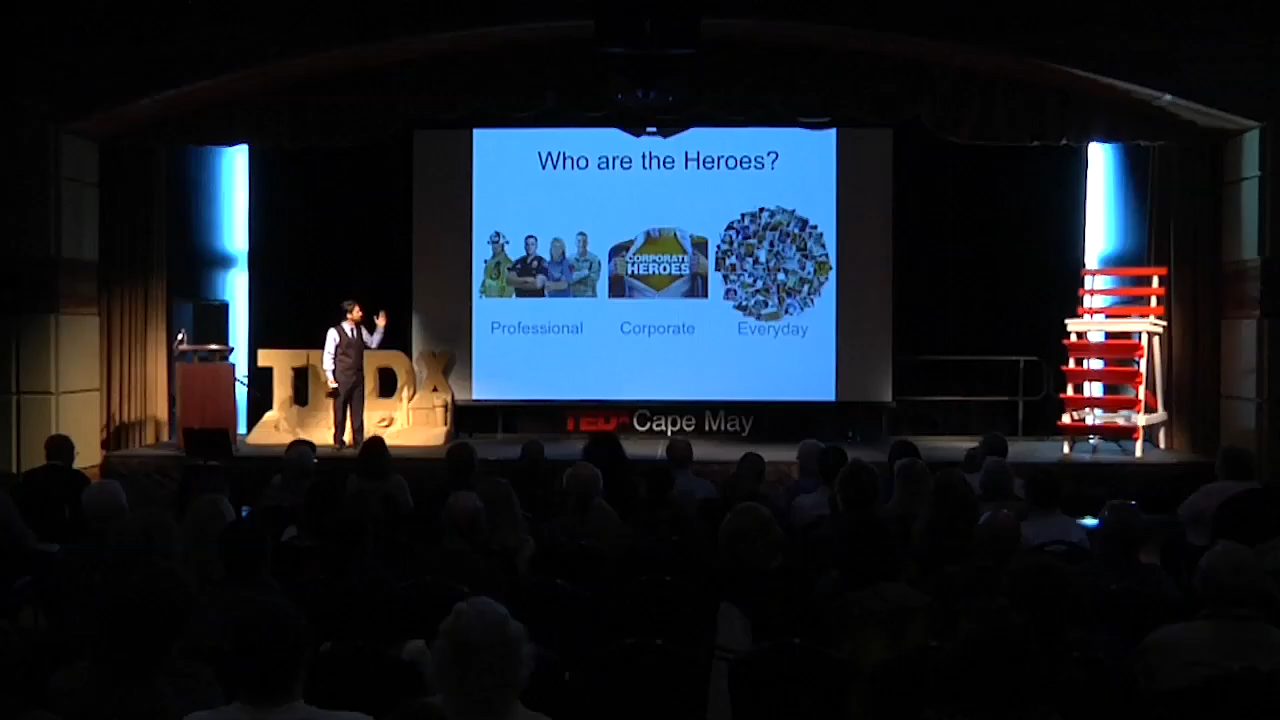 Who are the Heroes?
CORPORATE
HEROES
Professional Corporate Everyday
TEDx
TEDx Cape May